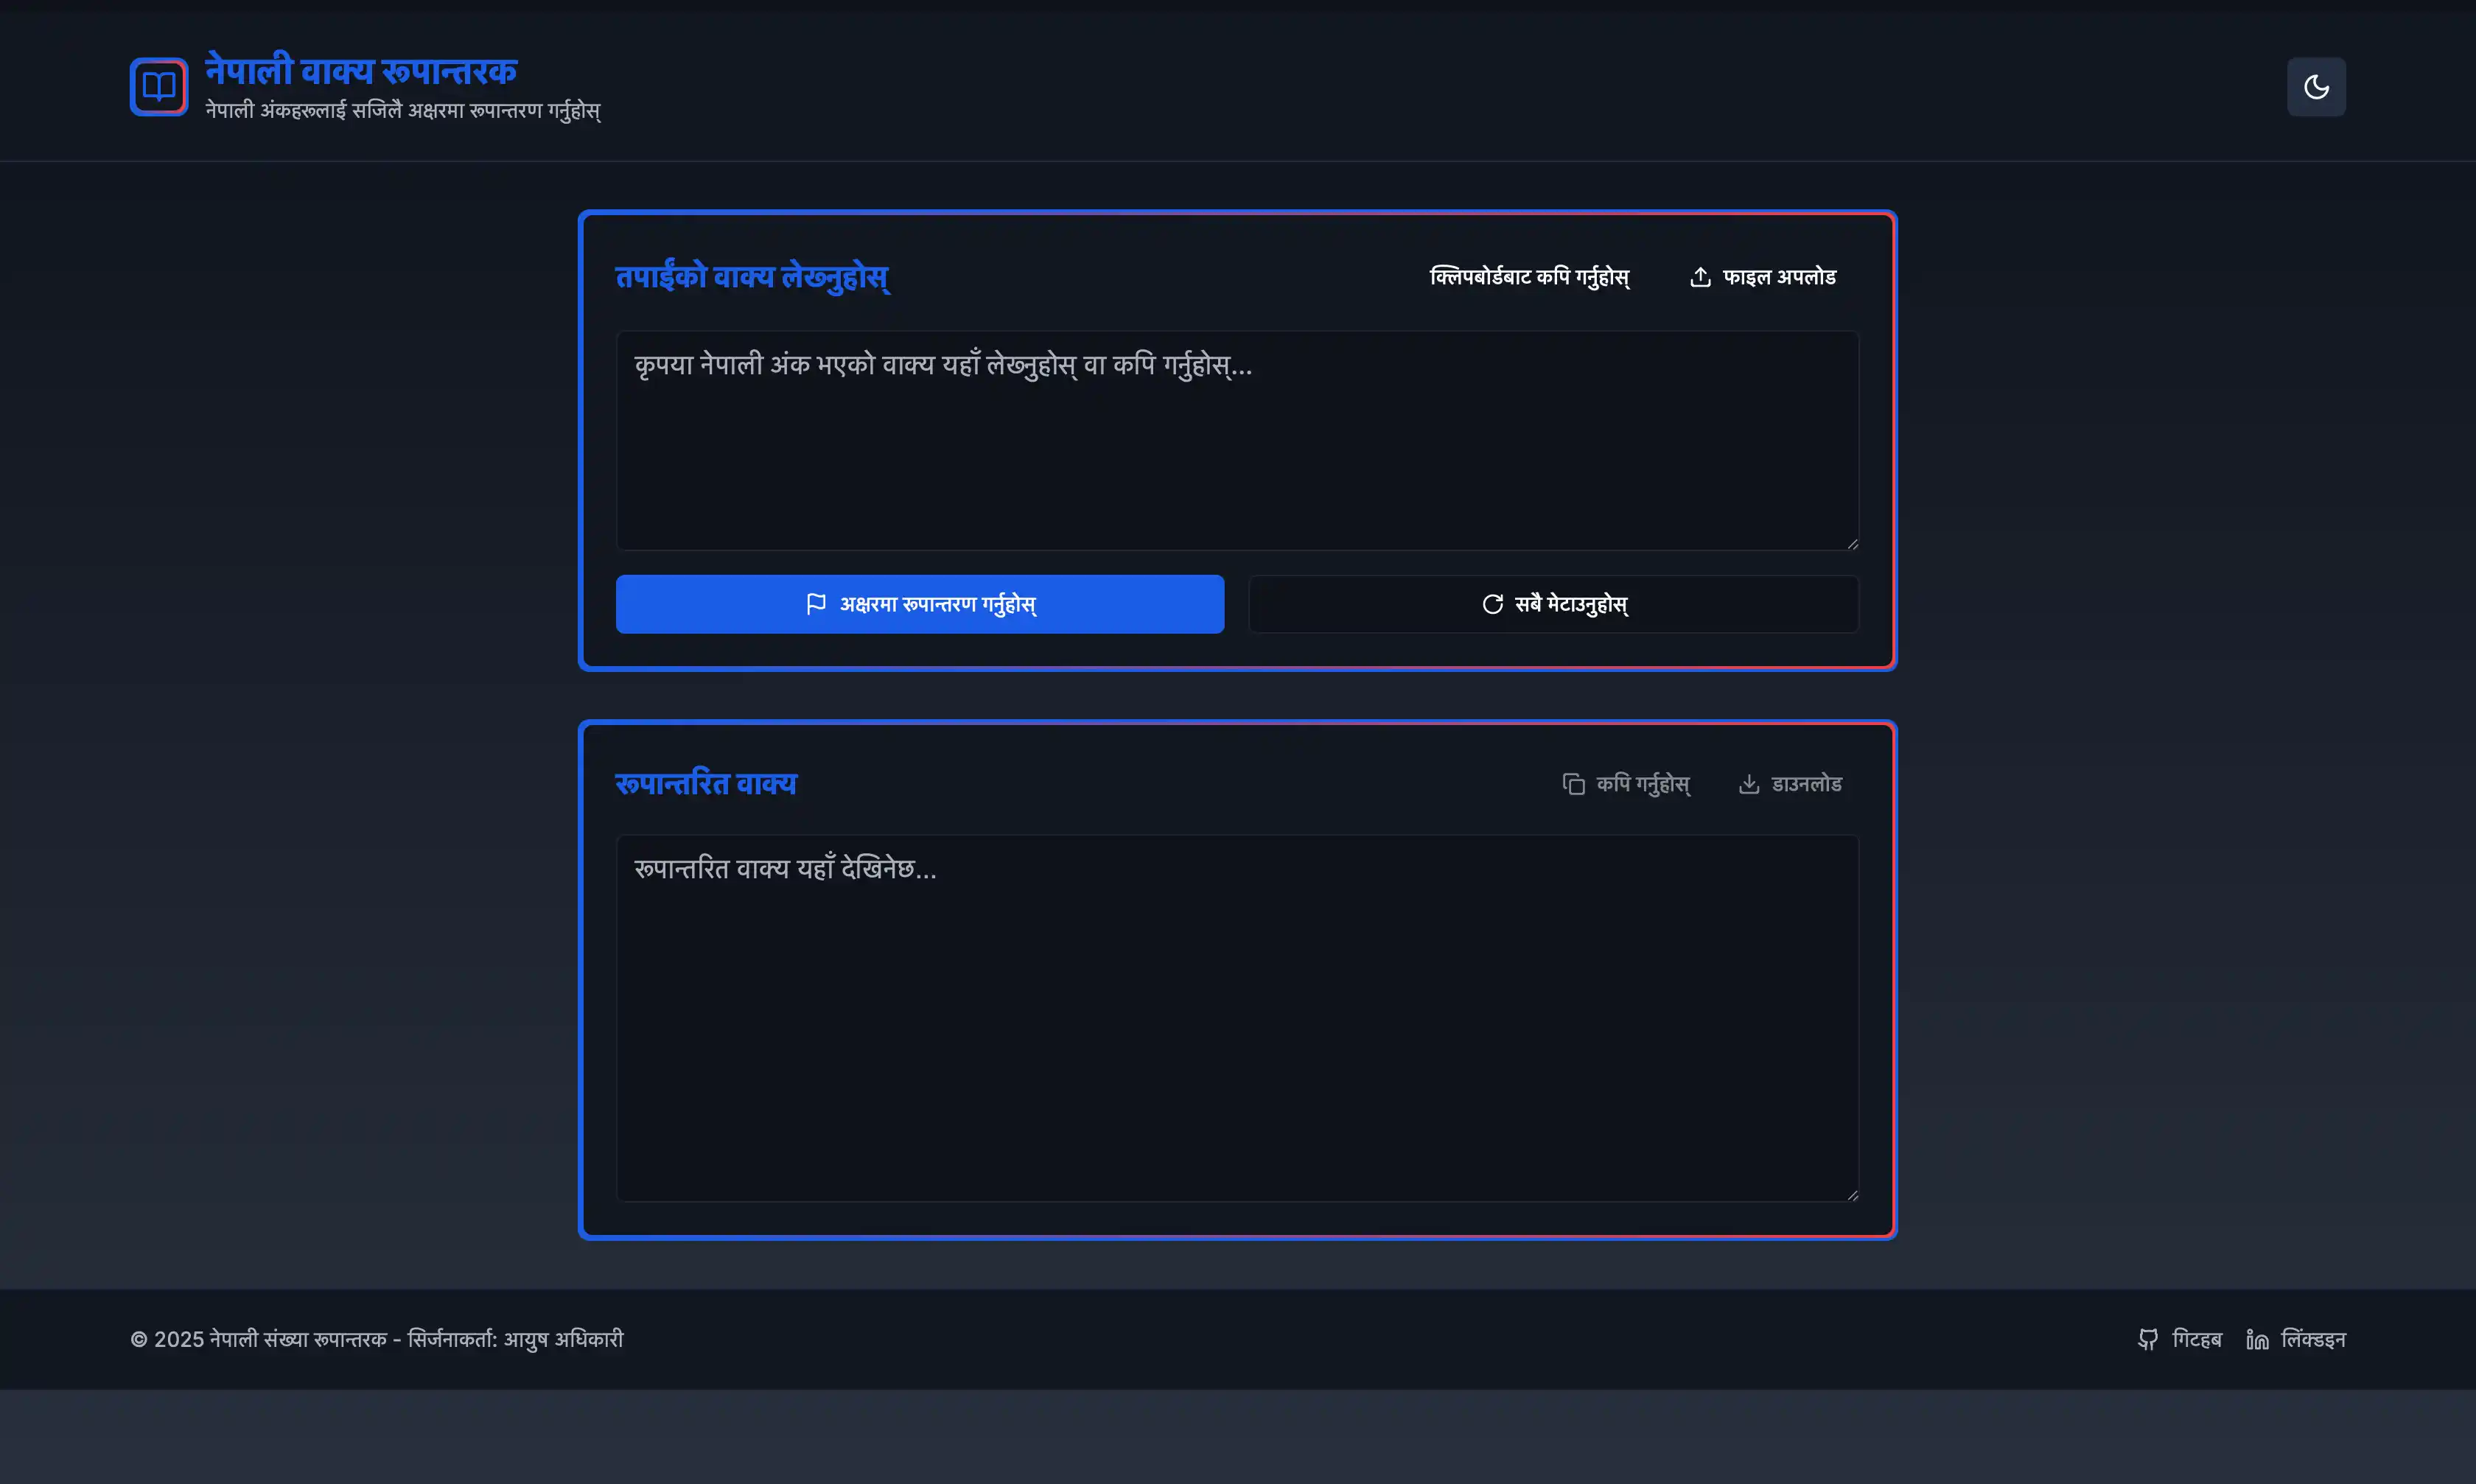 नेपाली वाक्य रूपान्तरक
नेपाली अंकहरूलाई सजिलै अक्षरमा रूपान्तरण गर्नुहोस्
तपाईंको वाक्य लेख्नुहोस्
क्लिपबोर्डबाट कपि गर्नुहोस्
फाइल अपलोड
कृपया नेपाली अंक भएको वाक्य यहाँ लेख्नुहोस् वा कपि गर्नुहोस्...
अक्षरमा रूपान्तरण गर्नुहोस्
सबै मेटाउनुहोस्
रूपान्तरित वाक्य
कपि गर्नुहोस्
डाउनलोड
रूपान्तरित वाक्य यहाँ देखिनेछ...
© 2025 नेपाली संख्या रूपान्तरक - सिर्जनाकर्ता: आयुष अधिकारी
गिटहब
लिंक्डइन